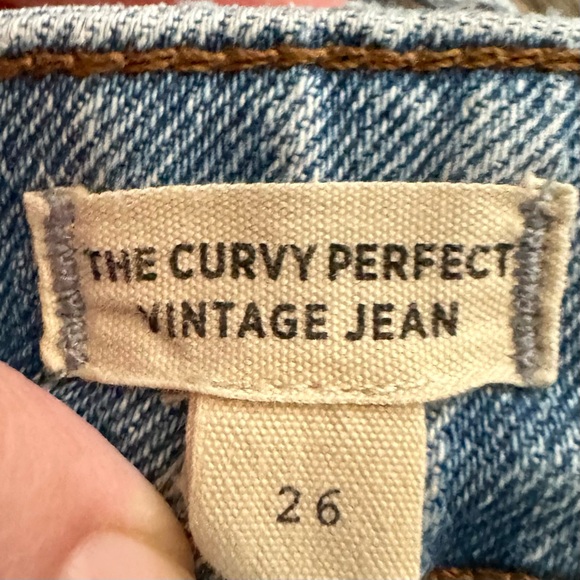 THE CURVY PERFECT
VINTAGE JEAN
26